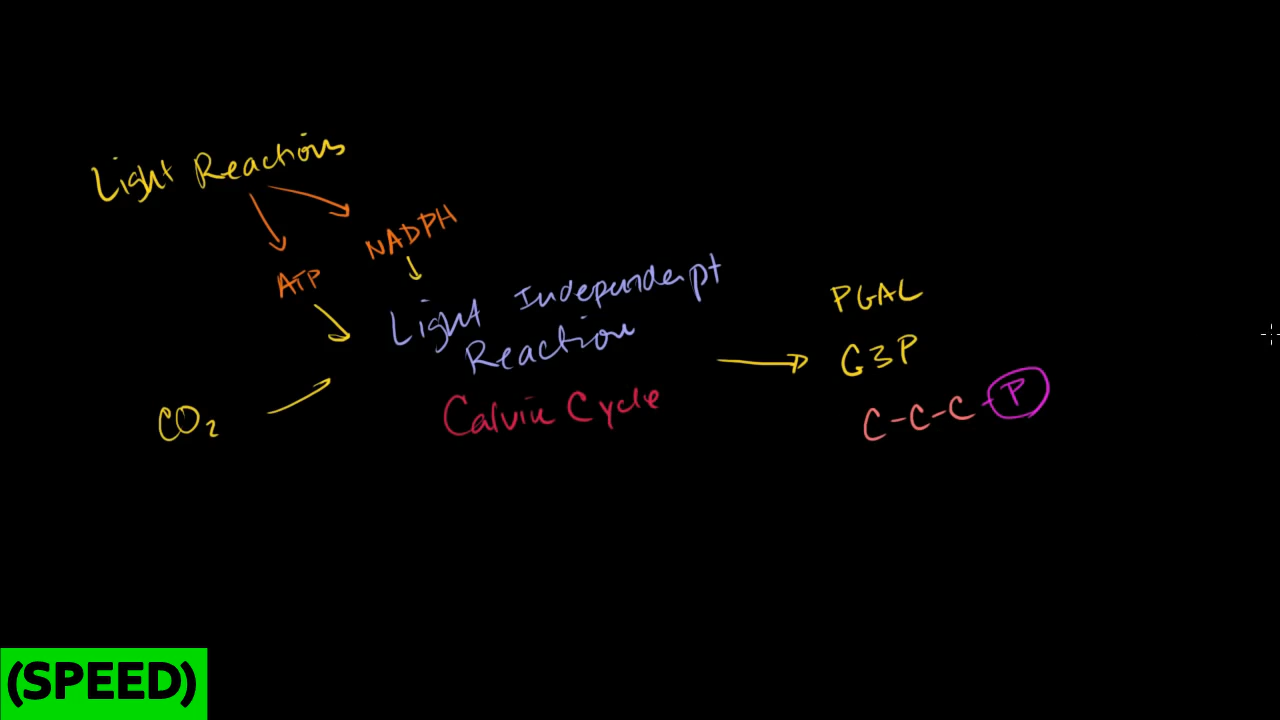 Light Reactions
ATP
NADPH
Light Independent
Reaction
Calvin Cycle
CO2
PGAL
G3P
C-C-C-P
(SPEED)